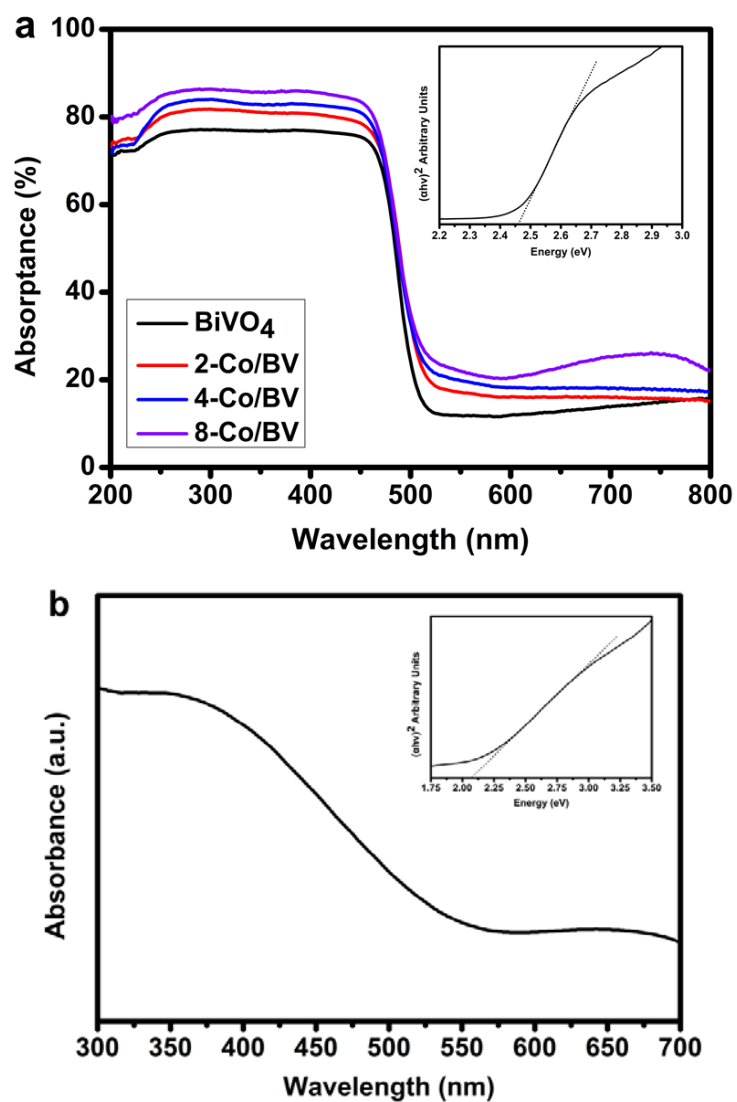 a
100
80
60
40
20
0
Absorptance (%)
200 300 400 500 600 700 800
Wavelength (nm)
BiVO4
2-Co/BV
4-Co/BV
8-Co/BV
(αhv)2 Arbitrary Units
2.2 2.3 2.4 2.5 2.6 2.7 2.8 2.9 3.0
Energy (eV)
b
Absorbance (a.u.)
300 350 400 450 500 550 600 650 700
Wavelength (nm)
(αhv)2 Arbitrary Units
1.75 2.00 2.25 2.50 2.75 3.00 3.25 3.50
Energy (eV)